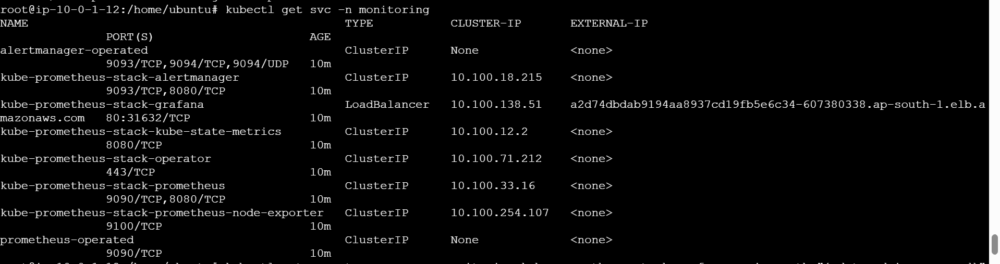 root@ip-10-0-1-12:/home/ubuntu# kubectl get svc -n monitoring
NAME                                             TYPE           CLUSTER-IP       EXTERNAL-IP
               PORT(S)                      AGE
alertmanager-operated                            ClusterIP      None             <none>
               9093/TCP,9094/TCP,9094/UDP   10m
kube-prometheus-stack-alertmanager               ClusterIP      10.100.18.215    <none>
               9093/TCP,8080/TCP            10m
kube-prometheus-stack-grafana                    LoadBalancer   10.100.138.51    a2d74dbdab9194aa8937cd19fb5e6c34-607380338.ap-south-1.elb.a
mazonaws.com   80:31632/TCP                 10m
kube-prometheus-stack-kube-state-metrics         ClusterIP      10.100.12.2      <none>
               8080/TCP                     10m
kube-prometheus-stack-operator                   ClusterIP      10.100.71.212    <none>
               443/TCP                      10m
kube-prometheus-stack-prometheus                 ClusterIP      10.100.33.16     <none>
               9090/TCP,8080/TCP            10m
kube-prometheus-stack-prometheus-node-exporter   ClusterIP      10.100.254.107   <none>
               9100/TCP                     10m
prometheus-operated                              ClusterIP      None             <none>
               9090/TCP                     10m